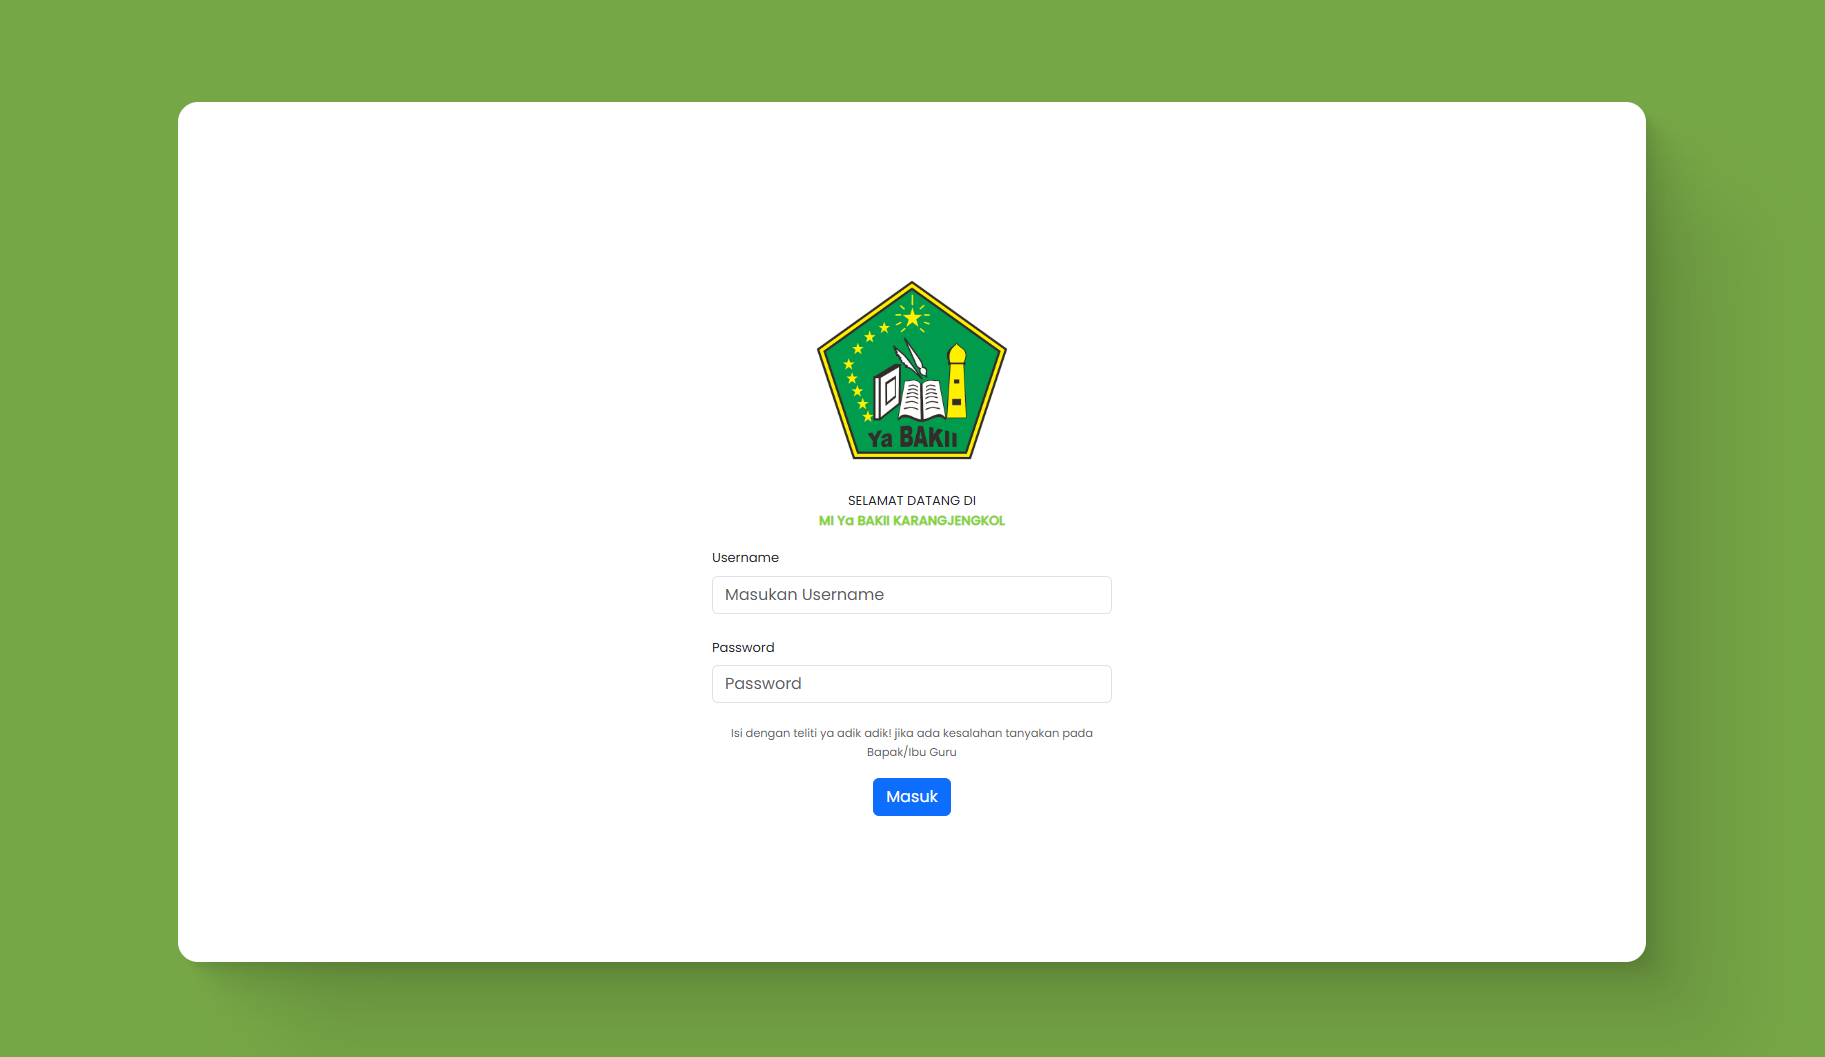 Ya BAKII
SELAMAT DATANG DI
MI Ya BAKII KARANGJENGKOL
Username
Masukan Username
Password
Password
Isi dengan teliti ya adik adik! jika ada kesalahan tanyakan pada
Bapak/Ibu Guru
Masuk